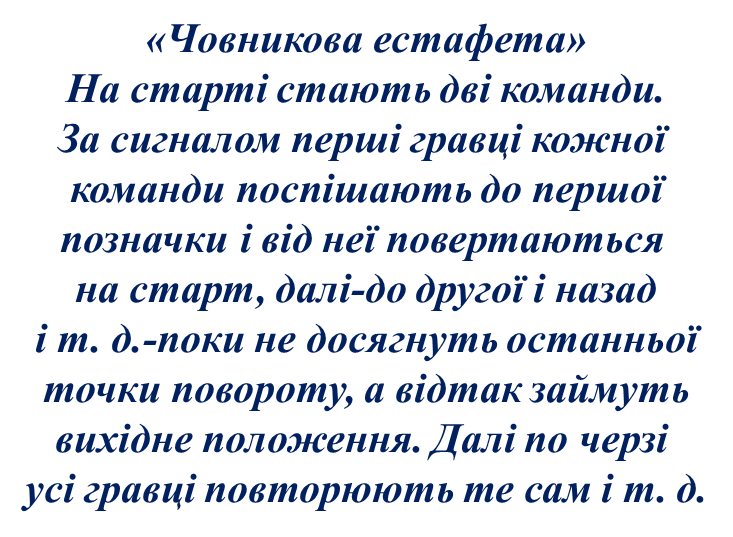 «Човникова естафета»
На старті стають дві команди.
За сигналом перші гравці кожної
команди поспішають до першої
позначки і від неї повертаються
на старт, далі-до другої і назад
і т. д.-поки не досягнуть останньої
точки повороту, а відтак займуть
вихідне положення. Далі по черзі
усі гравці повторюють те сам і т. д.